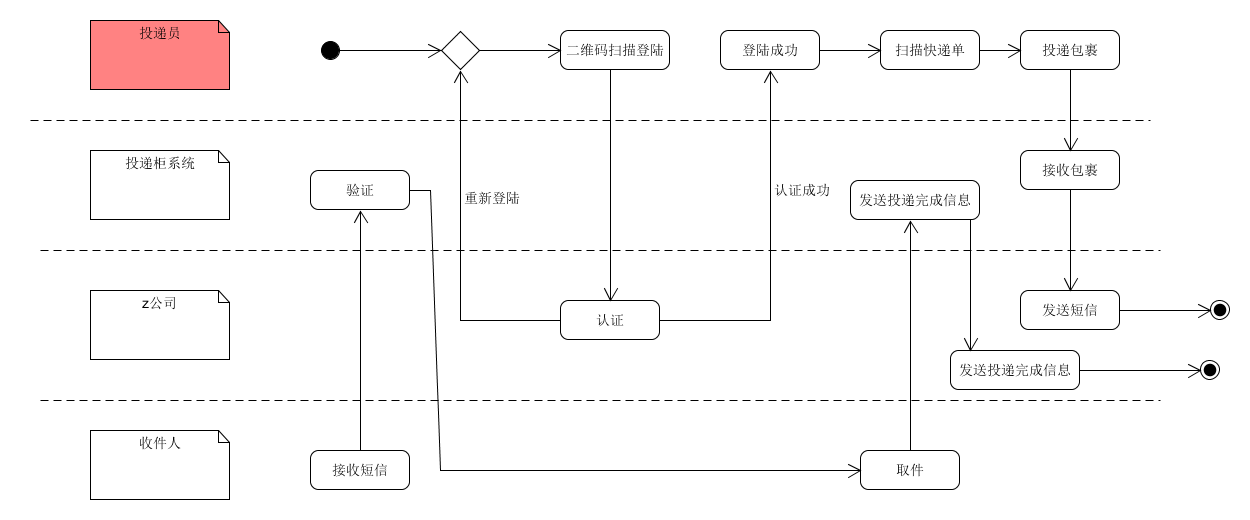 投递员
二维码扫描登陆
登陆成功
扫描快递单
投递包裹
投递柜系统
验证
重新登陆
认证成功
发送投递完成信息
接收包裹
z公司
认证
发送短信
发送投递完成信息
收件人
接收短信
取件